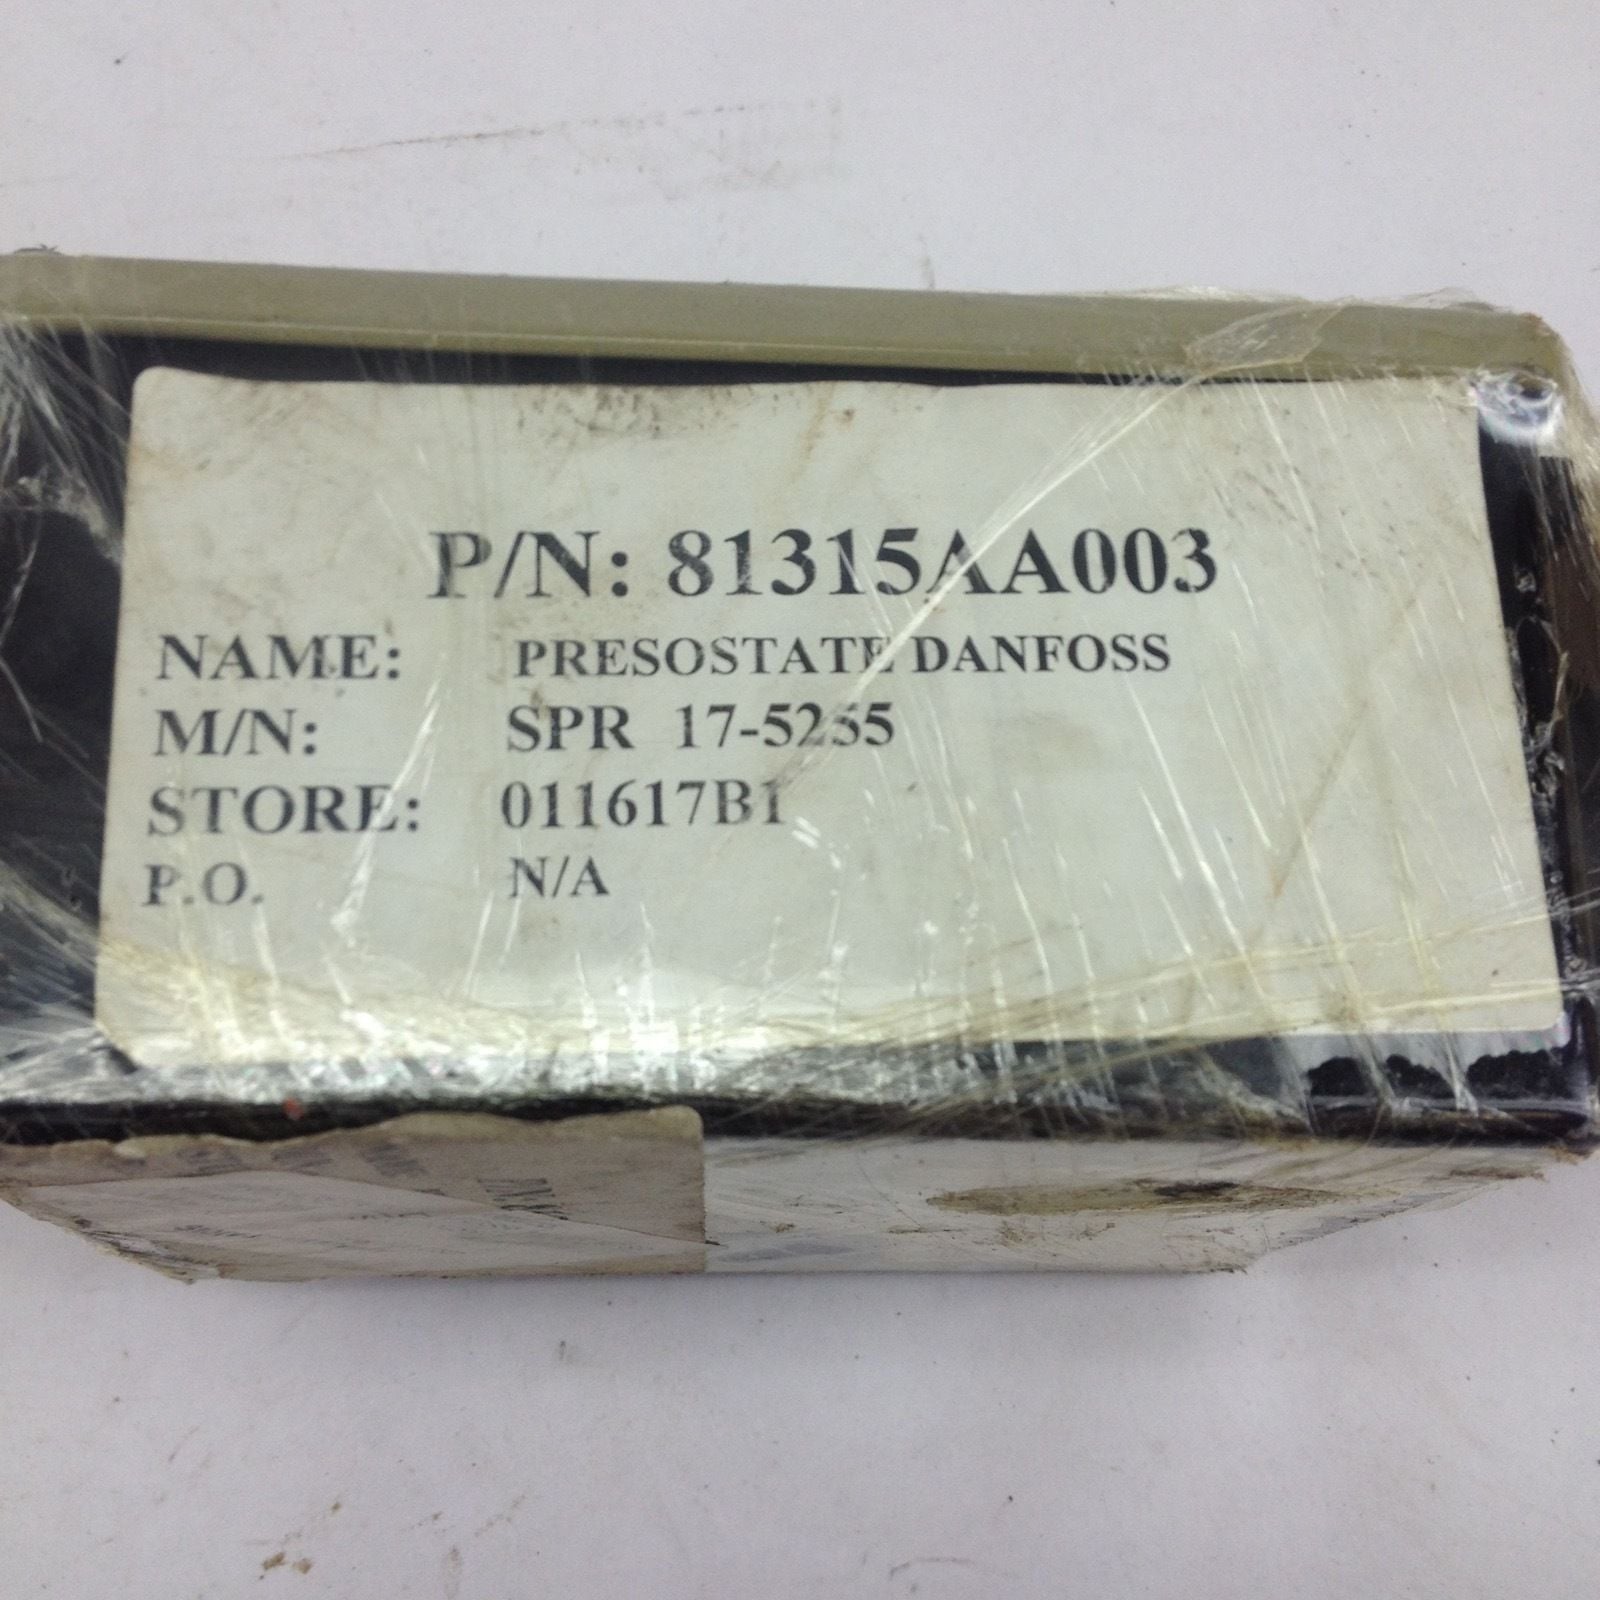 P/N: 81315AA003
NAME: PRESOSTATE DANFOSS
M/N: SPR 17-5255
STORE: 011617B1
P.O. N/A